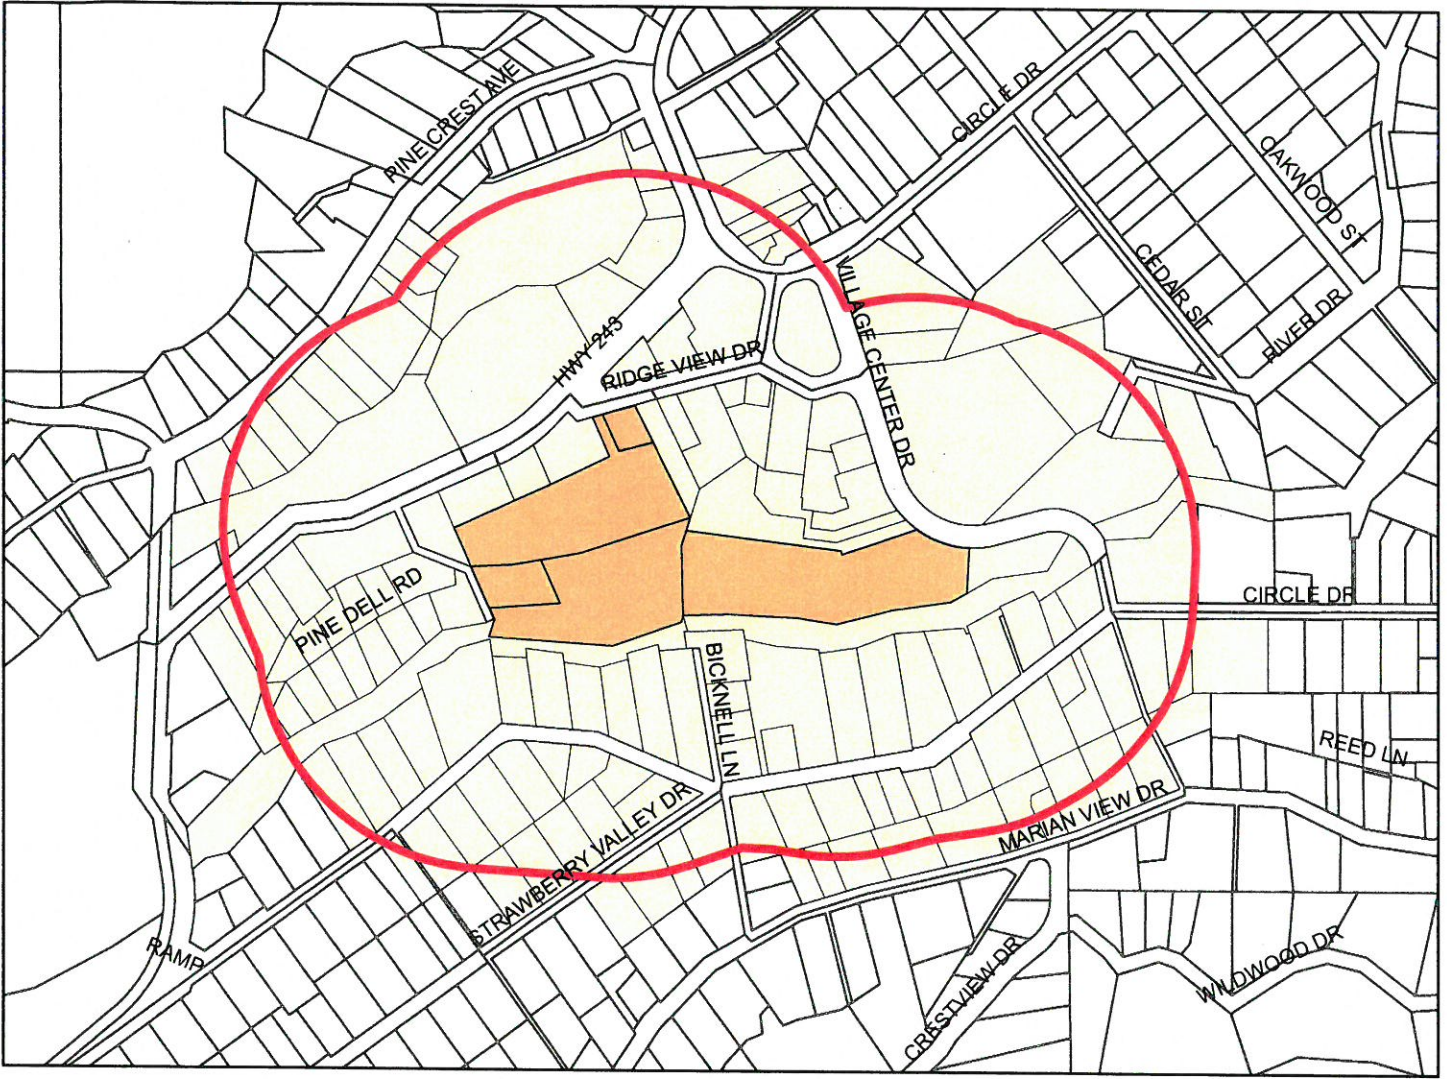 PINE CREST AVE
CIRCLE DR
OAKWOOD ST
CEDAR ST
RIVER DR
VILLAGE CENTER DR
HWY 243
RIDGE VIEW DR
PINE DELL RD
CIRCLE DR
BICKNELL LN
REED LN
STRAWBERRY VALLEY DR
MARIAN VIEW DR
RAMP
CRESTVIEW DR
WILDWOOD DR